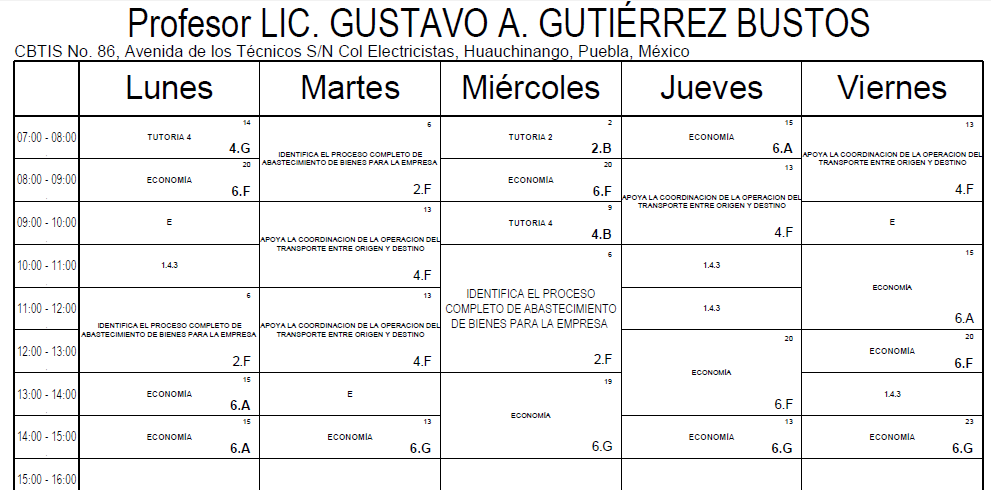 Profesor LIC. GUSTAVO A. GUTIÉRREZ BUSTOS
CBTIS No. 86, Avenida de los Técnicos S/N Col Electricistas, Huauchinango, Puebla, México
Lunes Martes Miércoles Jueves Viernes
07:00 - 08:00
08:00 - 09:00
09:00 - 10:00
10:00 - 11:00
11:00 - 12:00
12:00 - 13:00
13:00 - 14:00
14:00 - 15:00
15:00 - 16:00
14
TUTORIA 4
4.G
20
ECONOMÍA
6.F
E
1.4.3
6
IDENTIFICA EL PROCESO COMPLETO DE
ABASTECIMIENTO DE BIENES PARA LA EMPRESA
2.F
15
ECONOMÍA
6.A
15
ECONOMÍA
6.A
6
IDENTIFICA EL PROCESO COMPLETO DE
ABASTECIMIENTO DE BIENES PARA LA EMPRESA
2.F
13
APOYA LA COORDINACION DE LA OPERACION DEL
TRANSPORTE ENTRE ORIGEN Y DESTINO
4.F
13
APOYA LA COORDINACION DE LA OPERACION DEL
TRANSPORTE ENTRE ORIGEN Y DESTINO
4.F
E
13
ECONOMÍA
6.G
2
TUTORIA 2
2.B
20
ECONOMÍA
6.F
9
TUTORIA 4
4.B
6
IDENTIFICA EL PROCESO
COMPLETO DE ABASTECIMIENTO
DE BIENES PARA LA EMPRESA
2.F
19
ECONOMÍA
6.G
15
ECONOMÍA
6.A
13
APOYA LA COORDINACION DE LA OPERACION DEL
TRANSPORTE ENTRE ORIGEN Y DESTINO
4.F
1.4.3
1.4.3
20
ECONOMÍA
6.F
13
ECONOMÍA
6.G
13
APOYA LA COORDINACION DE LA OPERACION DEL
TRANSPORTE ENTRE ORIGEN Y DESTINO
4.F
E
15
ECONOMÍA
6.A
20
ECONOMÍA
6.F
1.4.3
23
ECONOMÍA
6.G